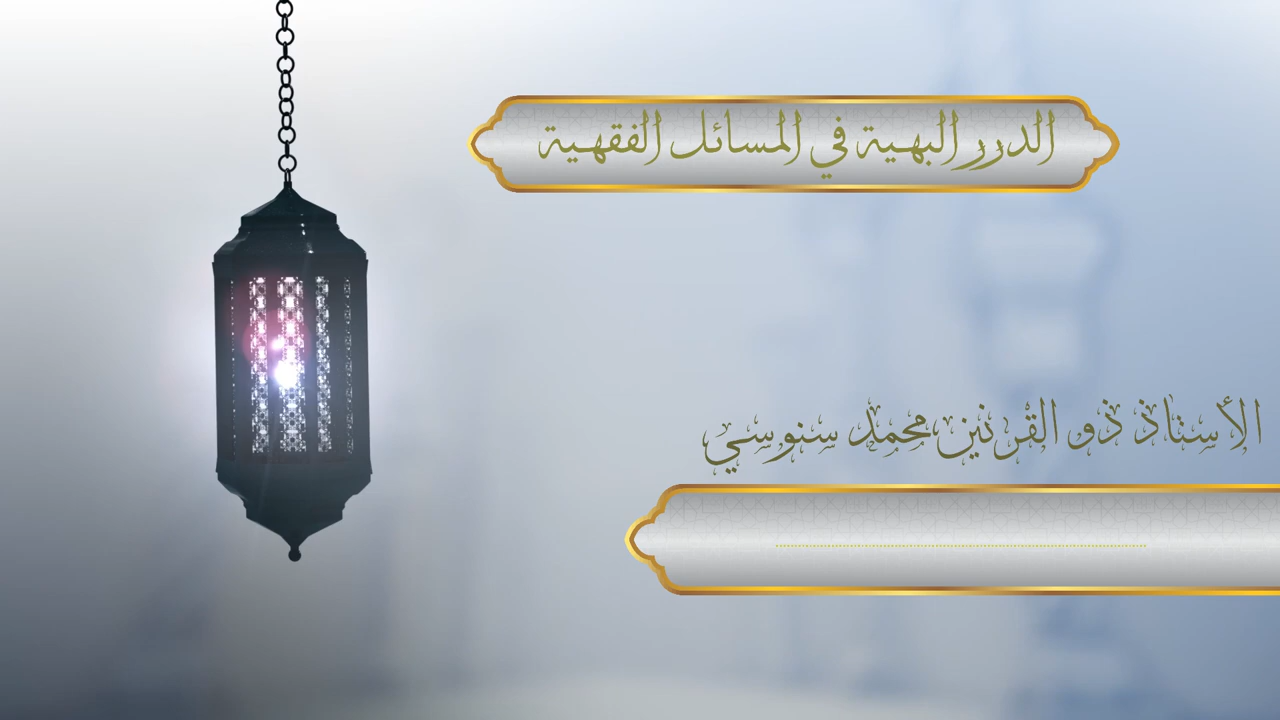 الدرر البهية في المسائل الفقهية
الأستاذ ذو القرنين محمد سنوسي